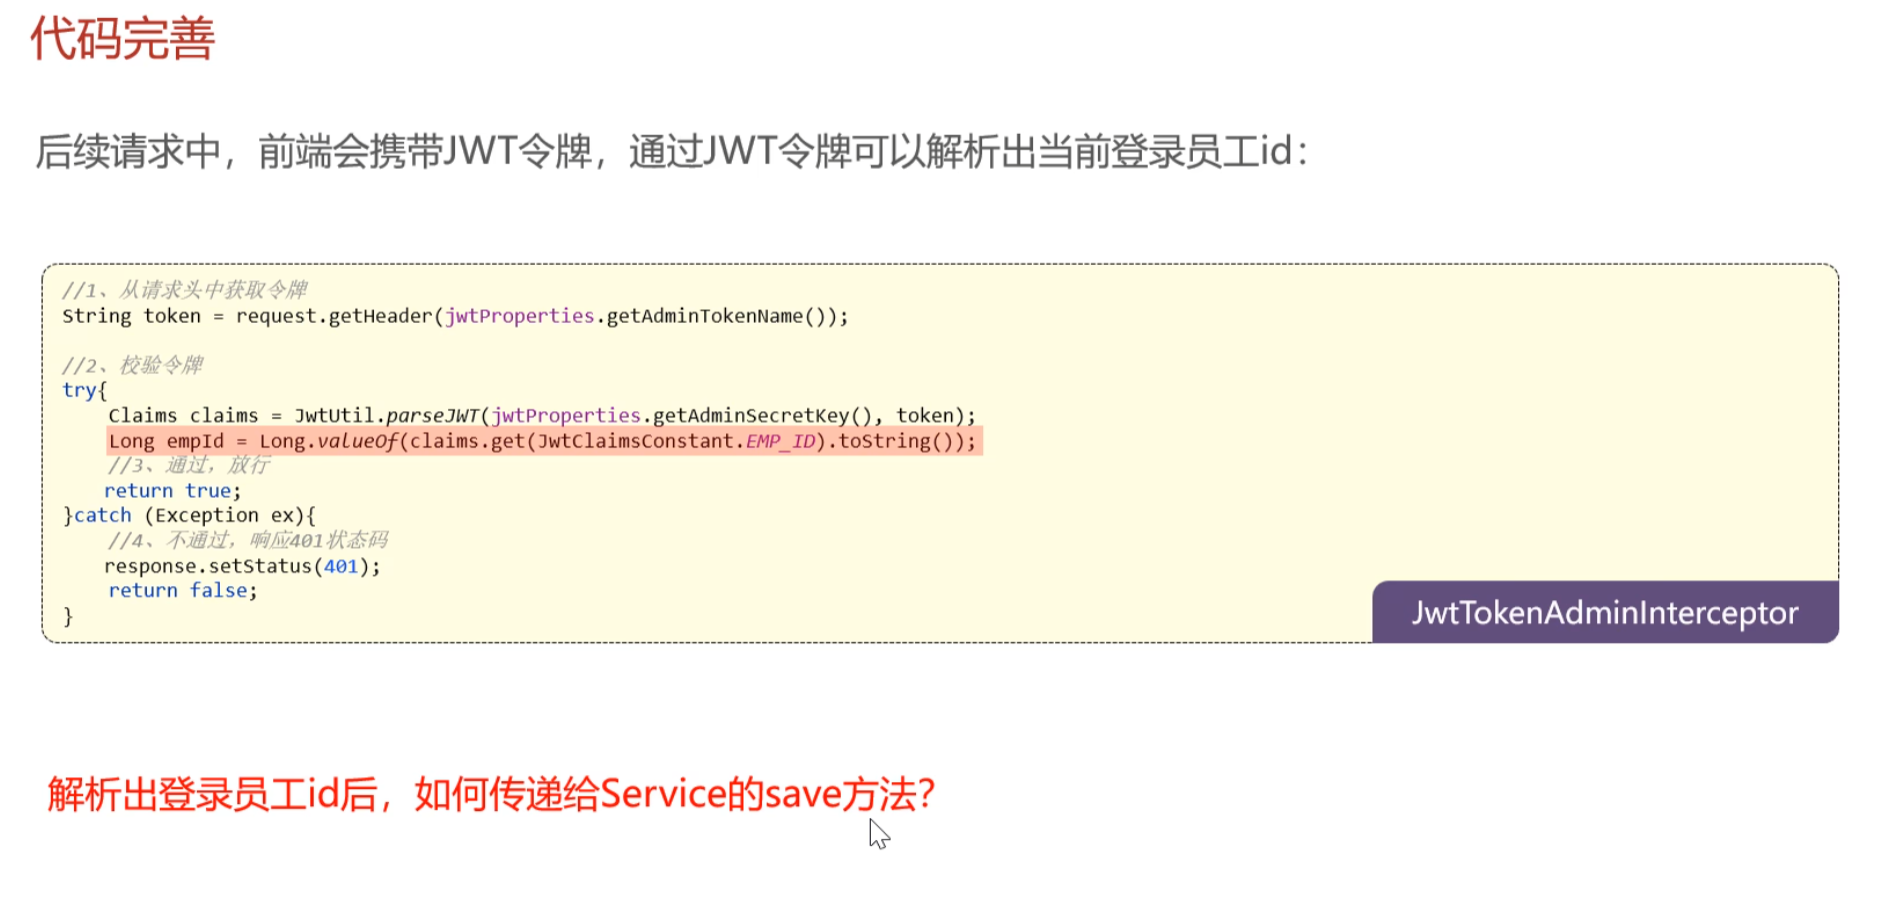 代码完善
后续请求中，前端会携带JWT令牌，通过JWT令牌可以解析出当前登录员工id：
//1、从请求头中获取令牌
String token = request.getHeader(jwtProperties.getAdminTokenName());
//2、校验令牌
try{
Claims claims = JwtUtil.parseJWT(jwtProperties.getAdminSecretKey(), token);
Long empId = Long.valueOf(claims.get(JwtClaimsConstant.EMP_ID).toString());
//3、通过，放行
return true;
}catch (Exception ex){
//4、不通过，响应401状态码
response.setStatus(401);
return false;
}
JwtTokenAdminInterceptor
解析出登录员工id后，如何传递给Service的save方法？